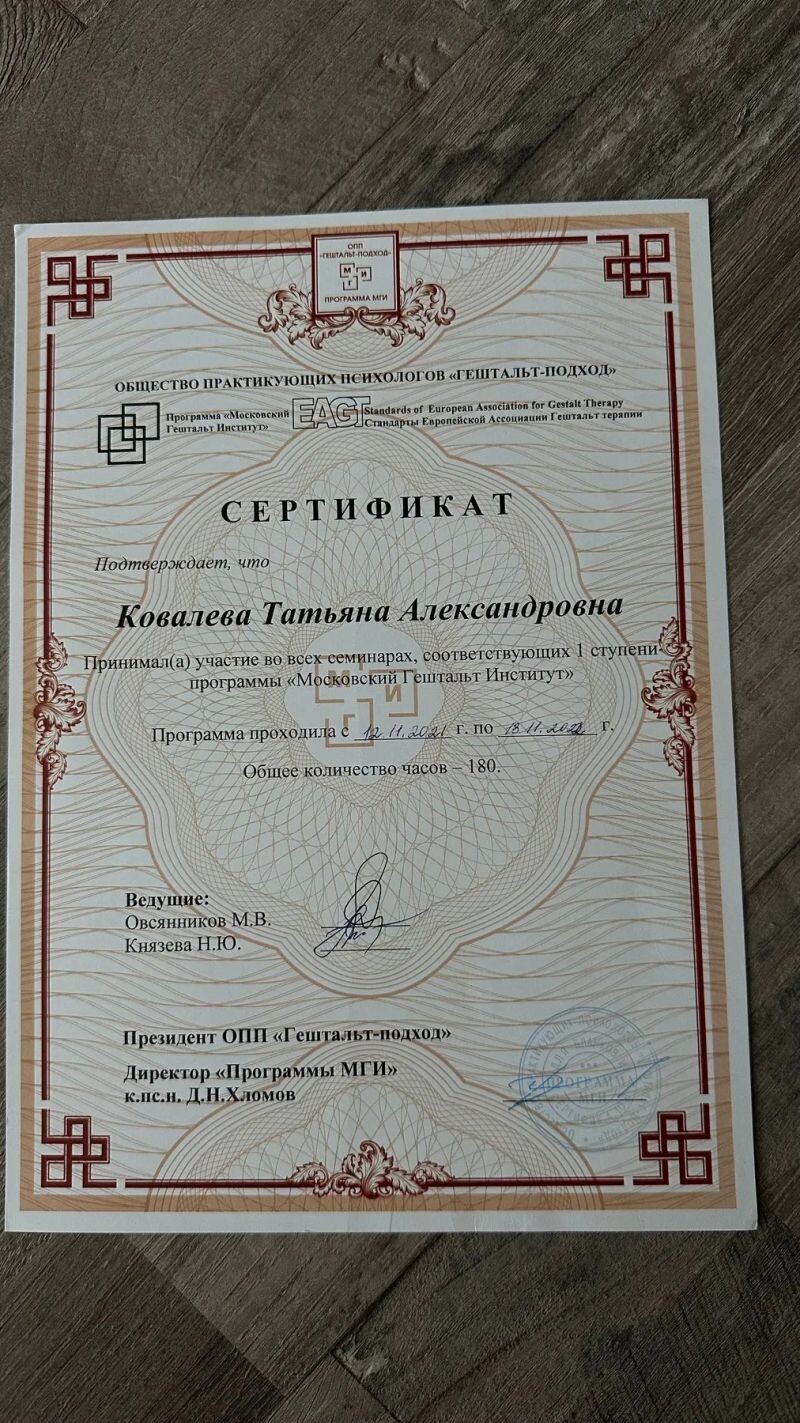 ОПП
«ГЕШТАЛЬТ-ПОДХОД»
М И
Г
ПРОГРАММА МГИ
ОБЩЕСТВО ПРАКТИКУЮЩИХ ПСИХОЛОГОВ «ГЕШТАЛЬТ-ПОДХОД»
Программа «Московский
Гештальт Институт»
EAGT
Standards of European Association for Gestalt Therapy
Стандарты Европейской Ассоциации Гештальт терапии
СЕРТИФИКАТ
Подтверждает, что
Ковалева Татьяна Александровна
Принимал(а) участие во всех семинарах, соответствующих 1 ступени
программы «Московский Гештальт Институт»
М И
Г
Программа проходила с 12.11.2021 г. по 13.11.2022 г.
Общее количество часов – 180.
Ведущие:
Овсянников М.В.
Князева Н.Ю.
Президент ОПП «Гештальт-подход»
Директор «Программы МГИ»
к.пс.н. Д.Н.Хломов
ПРОГРАММА
МГИ